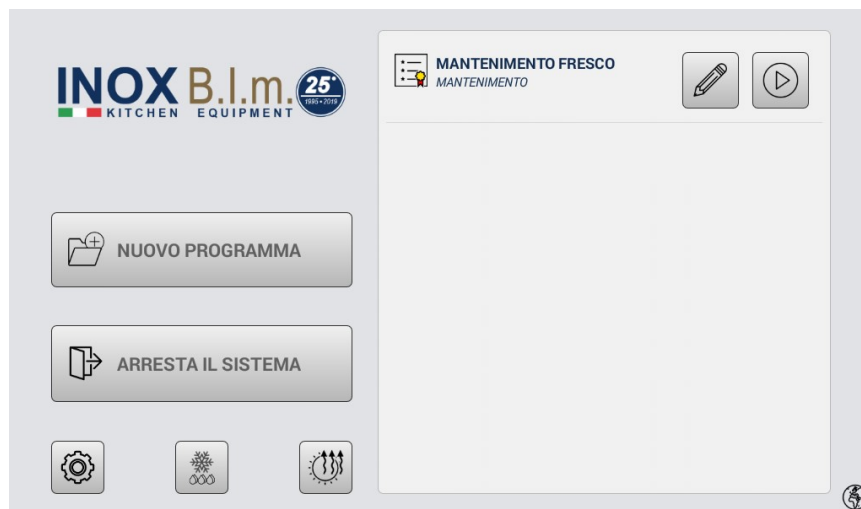 INOX B.I.m. 25°
1995 - 2019
KITCHEN EQUIPMENT
MANTENIMENTO FRESCO
MANTENIMENTO
NUOVO PROGRAMMA
ARRESTA IL SISTEMA